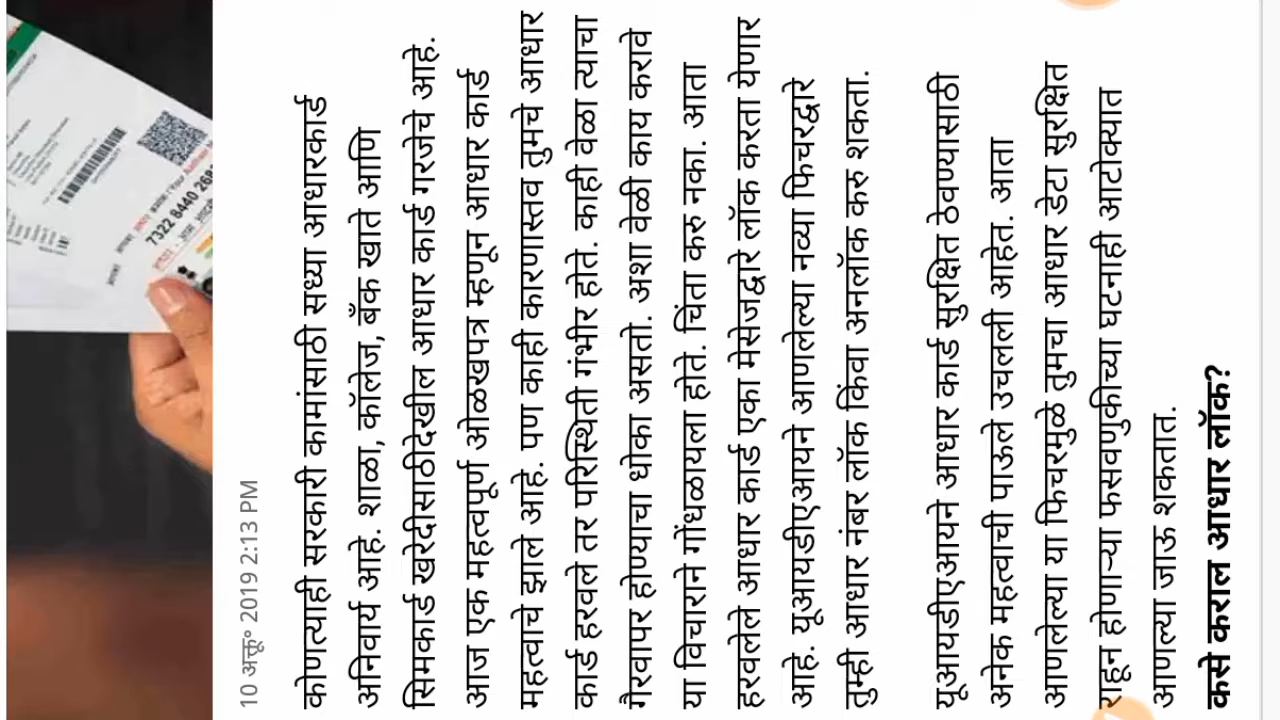 10 अक्तू॰ 2019 2:13 PM
कोणत्याही सरकारी कामांसाठी सध्या आधारकार्ड
अनिवार्य आहे. शाळा, कॉलेज, बँक खाते आणि
सिमकार्ड खरेदीसाठीदेखील आधार कार्ड गरजेचे आहे.
आज एक महत्वपूर्ण ओळखपत्र म्हणून आधार कार्ड
महत्वाचे झाले आहे. पण काही कारणास्तव तुमचे आधार
कार्ड हरवले तर परिस्थिती गंभीर होते. काही वेळा त्याचा
गैरवापर होण्याचा धोका असतो. अशा वेळी काय करावे
या विचाराने गोंधळायला होते. चिंता करु नका. आता
हरवलेले आधार कार्ड एका मेसेजद्वारे लॉक करता येणार
आहे. यूआयडीएआयने आणलेल्या नव्या फिचरद्वारे
तुम्ही आधार नंबर लॉक किंवा अनलॉक करु शकता.
यूआयडीएआयने आधार कार्ड सुरक्षित ठेवण्यासाठी
अनेक महत्वाची पाऊले उचलली आहेत. आता
आणलेल्या या फिचरमुळे तुमचा आधार डेटा सुरक्षित
राहून होणाऱ्या फसवणुकीच्या घटनाही आटोक्यात
आणल्या जाऊ शकतात.
कसे कराल आधार लॉक?